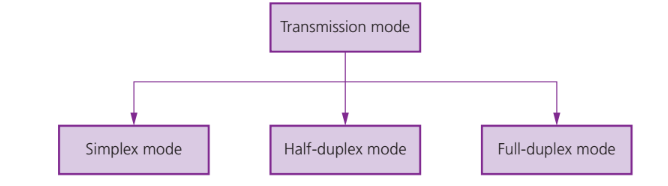 Transmission mode
Simplex mode
Half-duplex mode
Full-duplex mode